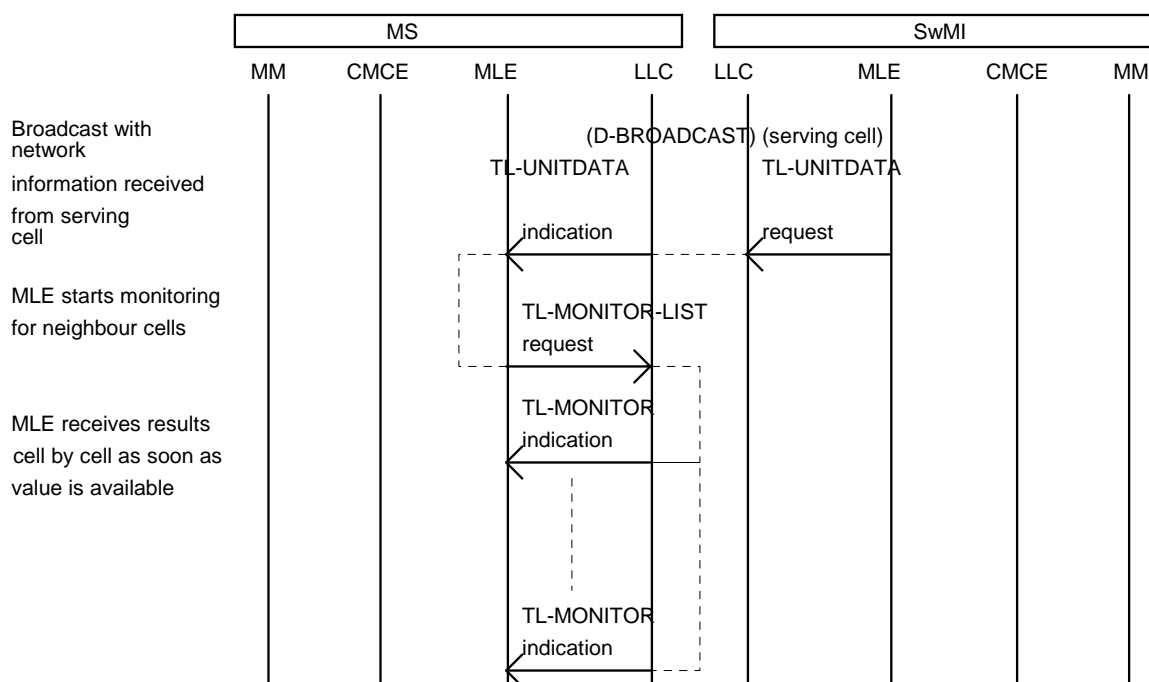 MS SwMI
MM CMCE MLE LLC LLC MLE CMCE MM
Broadcast with
network
information received
from serving
cell
(D-BROADCAST) (serving cell)
TL-UNITDATA TL-UNITDATA
indication request
MLE starts monitoring
for neighbour cells
TL-MONITOR-LIST
request
MLE receives results
cell by cell as soon as
value is available
TL-MONITOR
indication
TL-MONITOR
indication